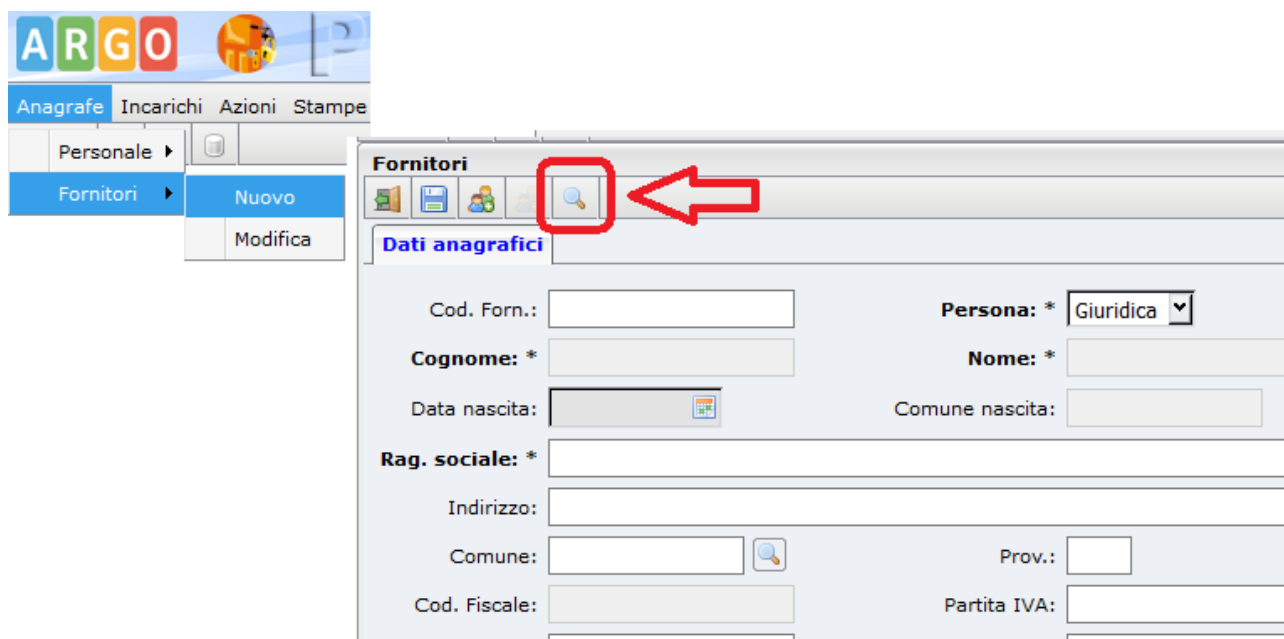 ARGO P
Anagrafe Incarichi Azioni Stampe
Personale
Fornitori
Nuovo
Modifica
Fornitori
Dati anagrafici
Cod. Forn.:
Persona: * Giuridica
Cognome: *
Nome: *
Data nascita:
Comune nascita:
Rag. sociale: *
Indirizzo:
Comune:
Prov.:
Cod. Fiscale:
Partita IVA: